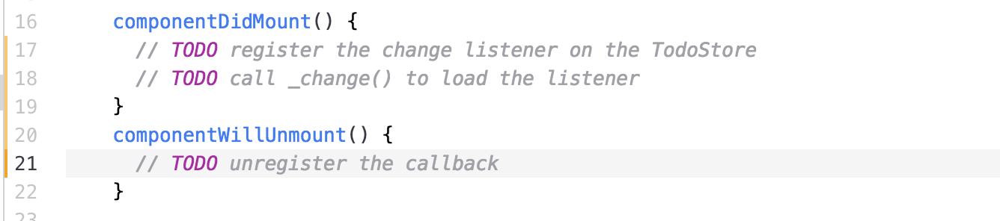 16 componentDidMount() {
17 // TODO register the change listener on the TodoStore
18 // TODO call _change() to load the listener
19 }
20 componentWillUnmount() {
21 // TODO unregister the callback
22 }
23